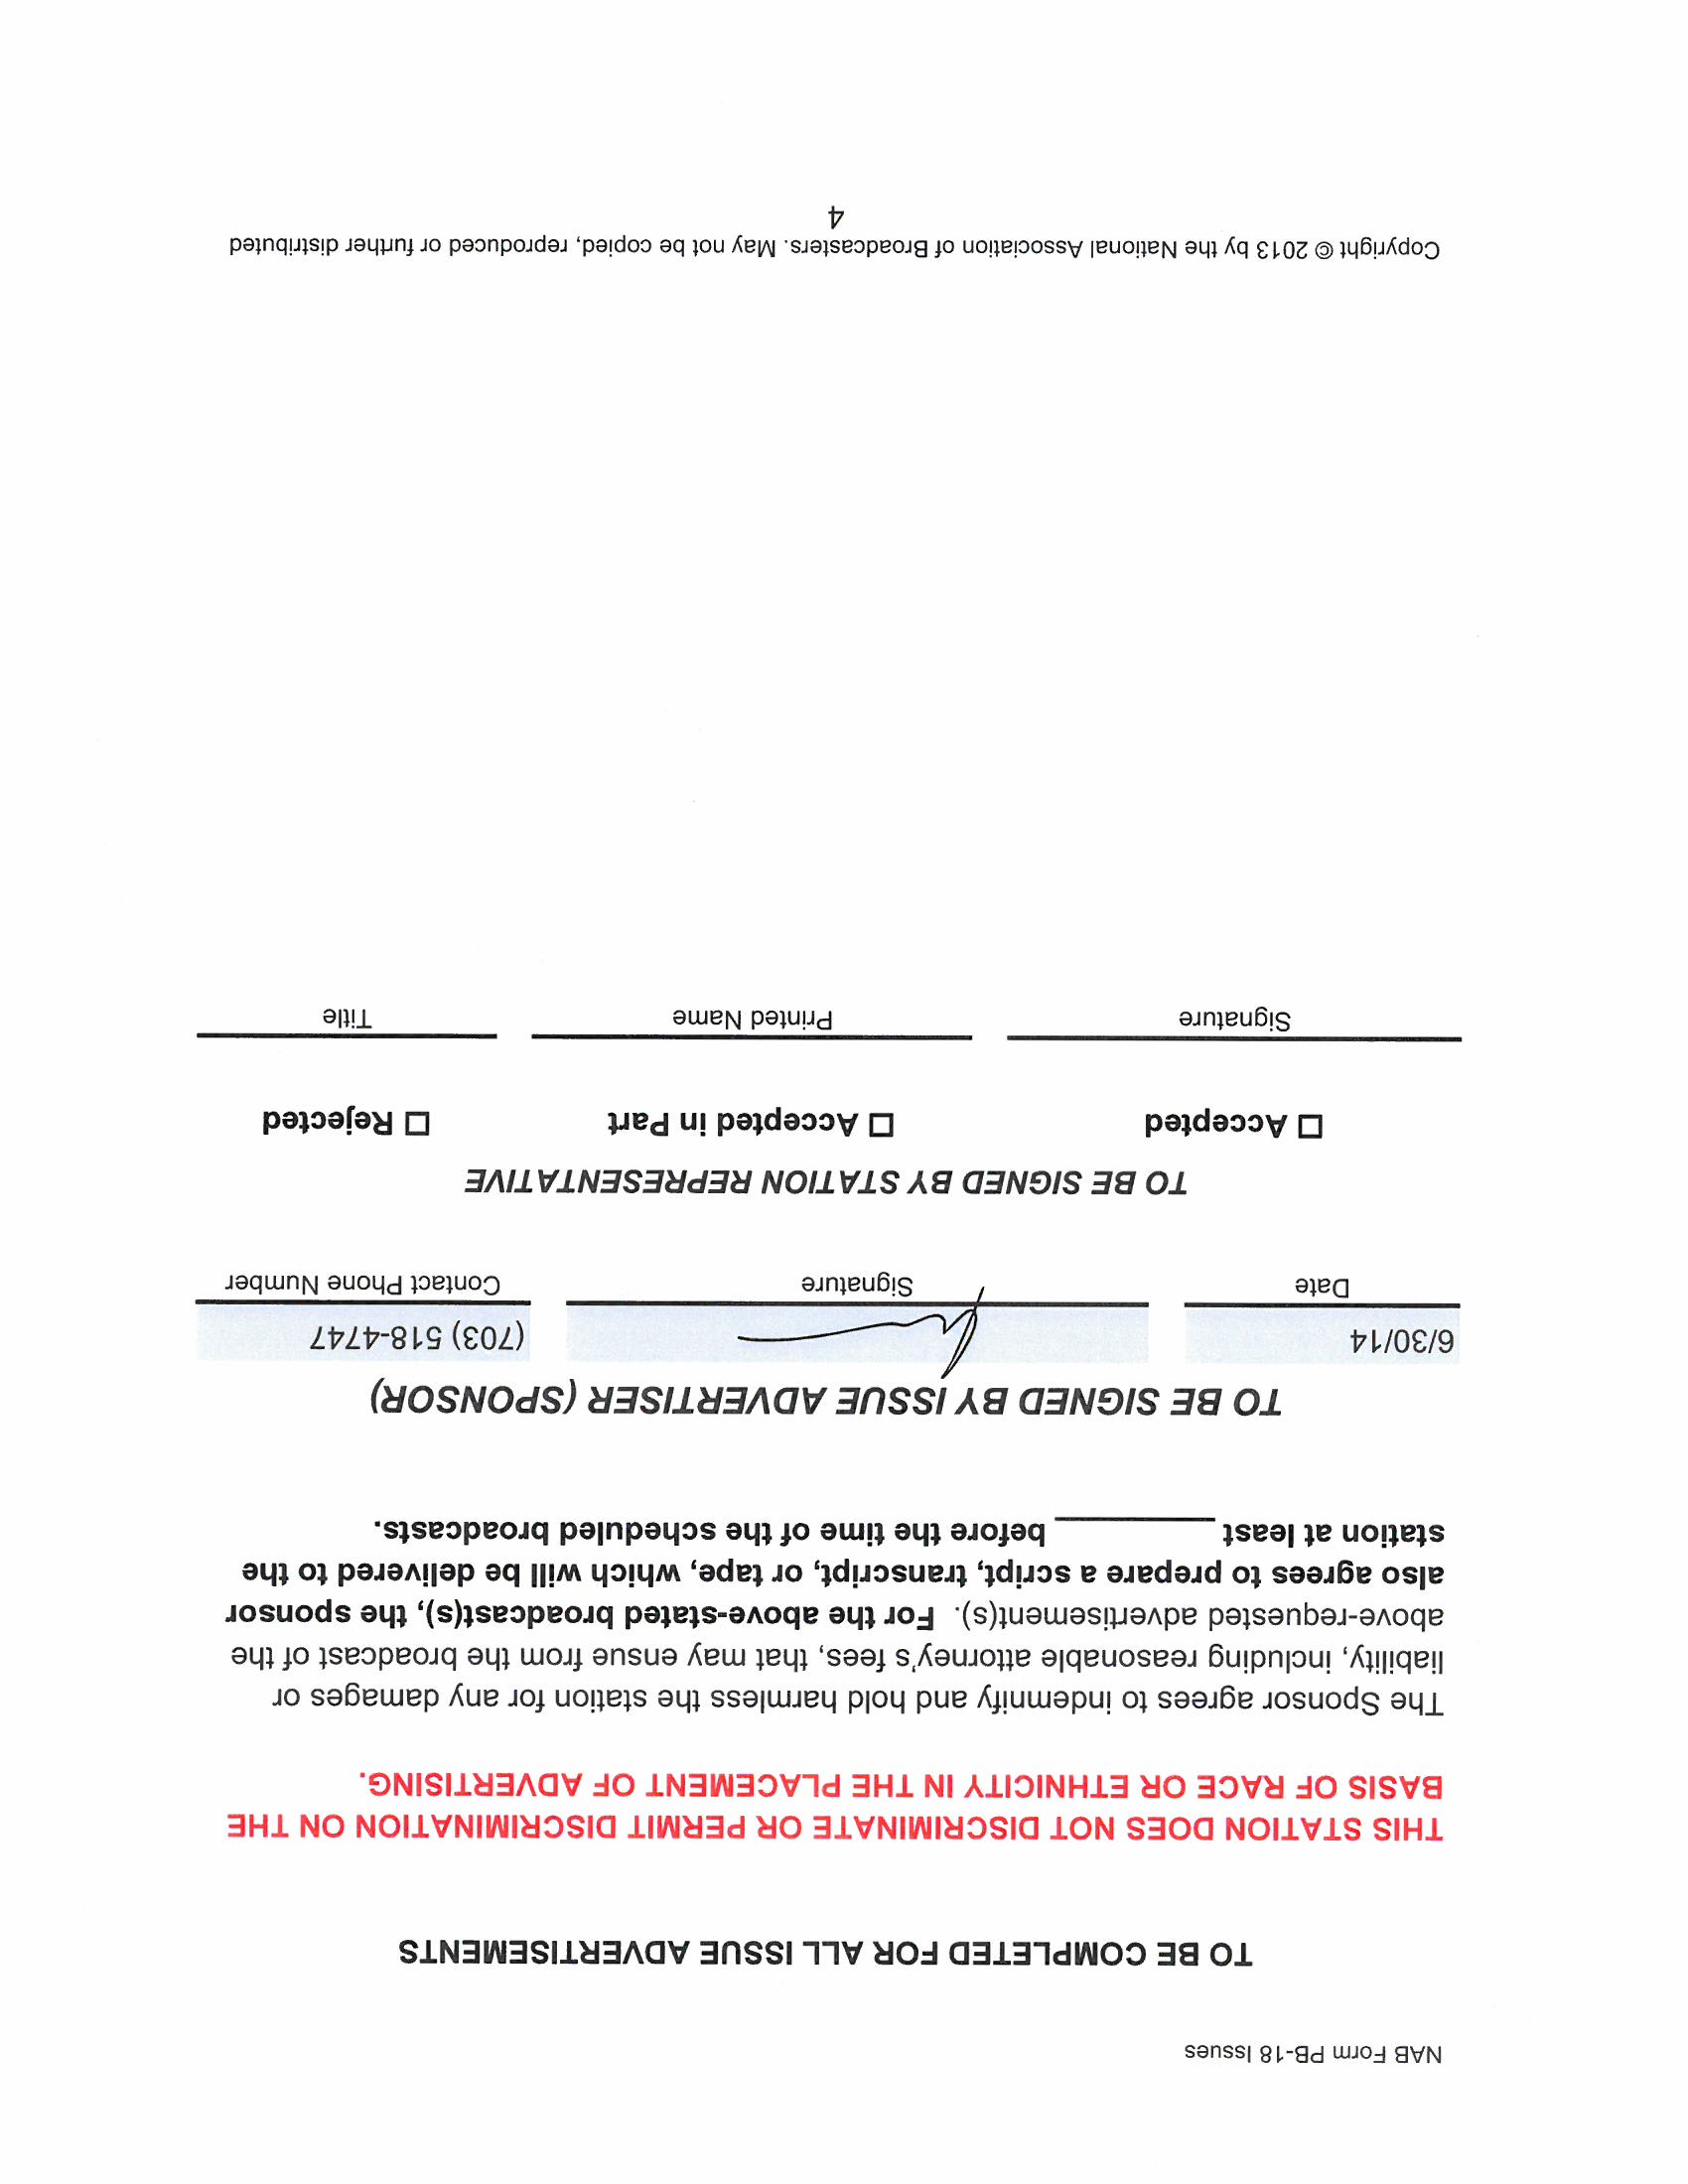 NAB Form PB-18 Issues
TO BE COMPLETED FOR ALL ISSUE ADVERTISEMENTS
THIS STATION DOES NOT DISCRIMINATE OR PERMIT DISCRIMINATION ON THE
BASIS OF RACE OR ETHNICITY IN THE PLACEMENT OF ADVERTISING.
The Sponsor agrees to indemnify and hold harmless the station for any damages or
liability, including reasonable attorney's fees, that may ensue from the broadcast of the
above-requested advertisement(s). For the above-stated broadcast(s), the sponsor
also agrees to prepare a script, transcript, or tape, which will be delivered to the
station at least ________ before the time of the scheduled broadcasts.
TO BE SIGNED BY ISSUE ADVERTISER (SPONSOR)
6/30/14 (703) 518-4747
Date Signature Contact Phone Number
TO BE SIGNED BY STATION REPRESENTATIVE
☐ Accepted ☐ Accepted in Part ☐ Rejected
Signature Printed Name Title
Copyright © 2013 by the National Association of Broadcasters. May not be copied, reproduced or further distributed
4